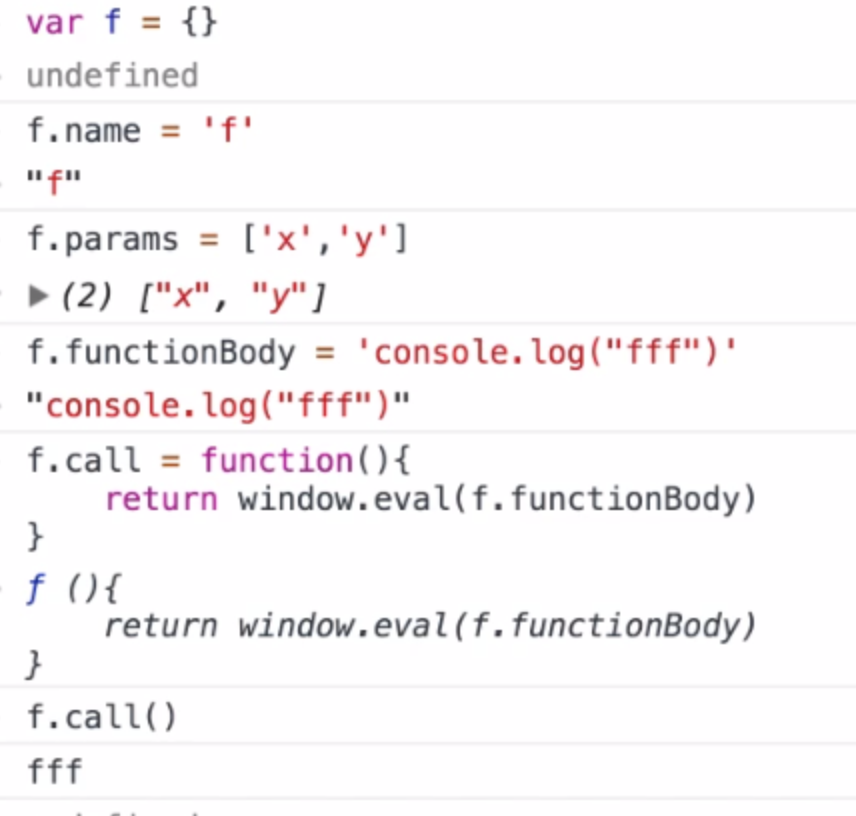 var f = {}
undefined
f.name = 'f'
"f"
f.params = ['x','y']
▶(2) ["x", "y"]
f.functionBody = 'console.log("fff")'
"console.log("fff")"
f.call = function(){
    return window.eval(f.functionBody)
}
f (){
    return window.eval(f.functionBody)
}
f.call()
fff